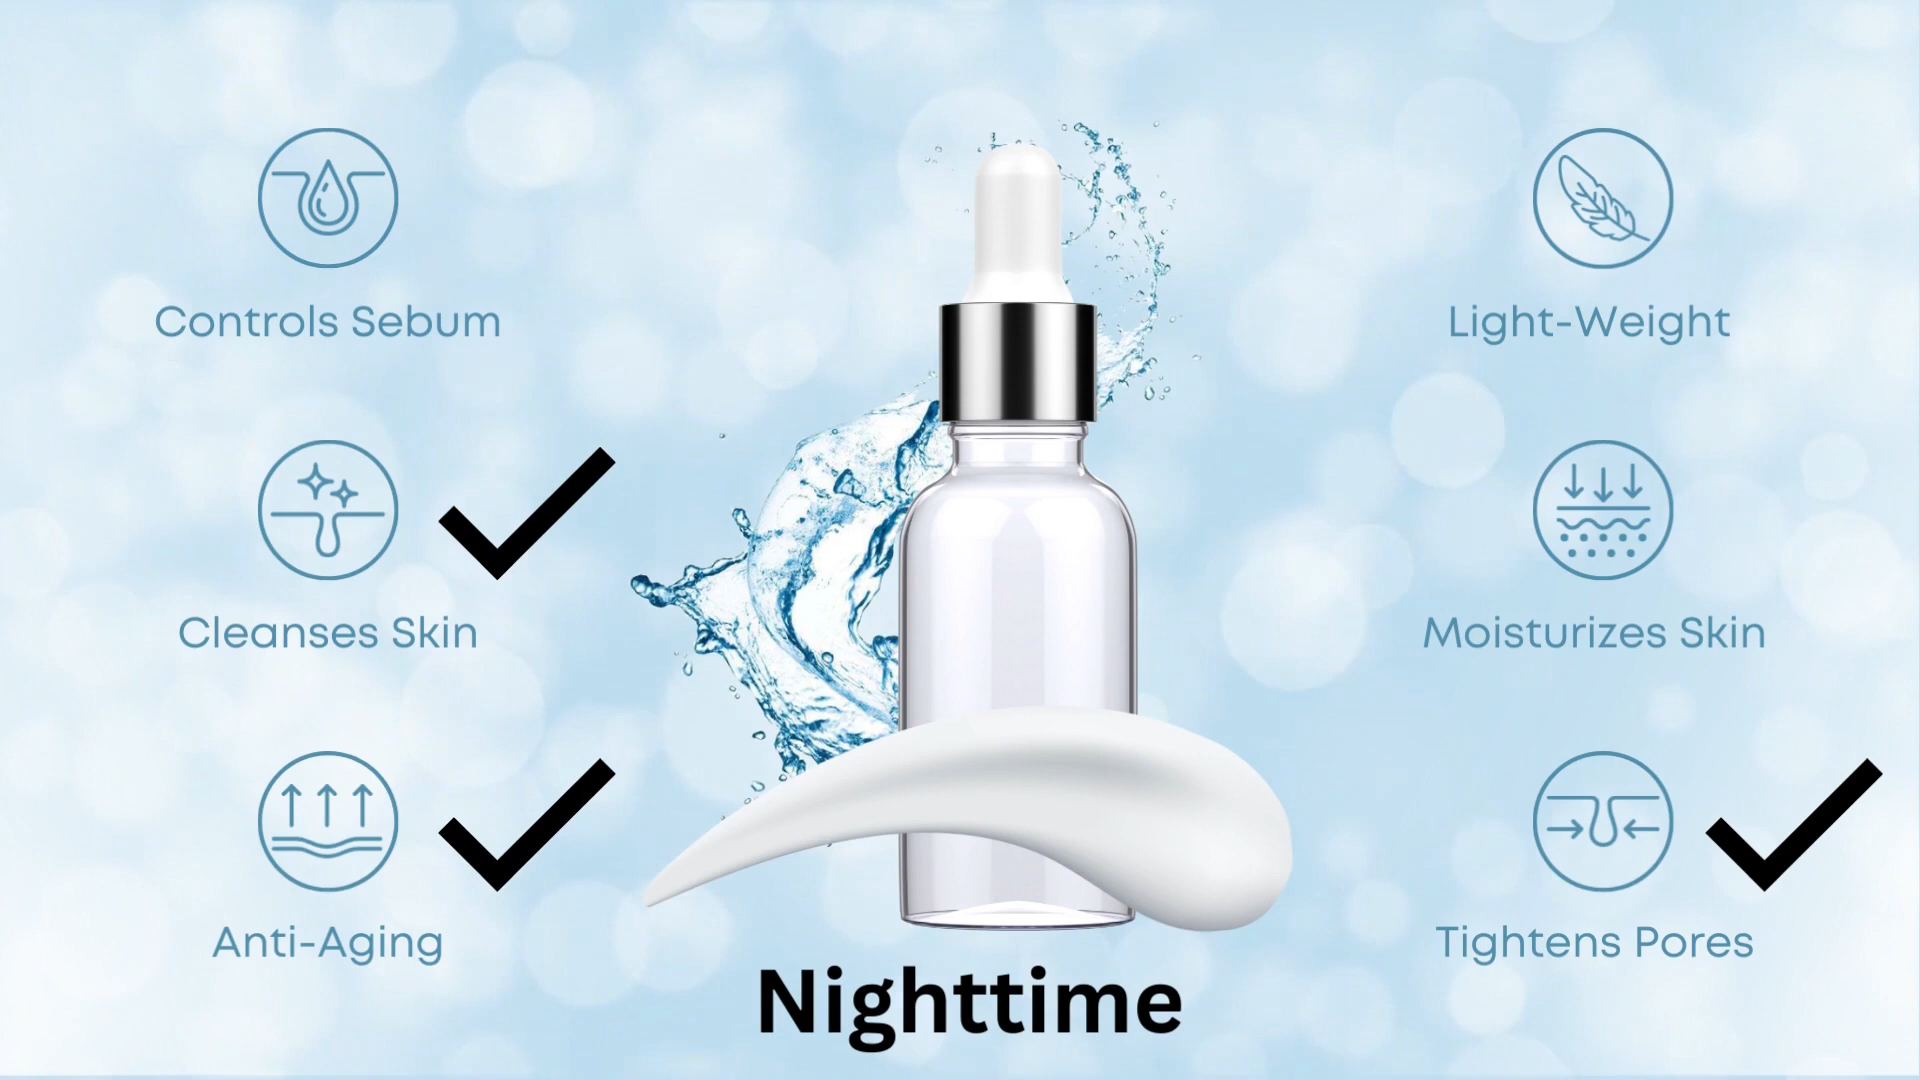 Controls Sebum
Light-Weight
Cleanses Skin
Moisturizes Skin
Anti-Aging
Tightens Pores
Nighttime